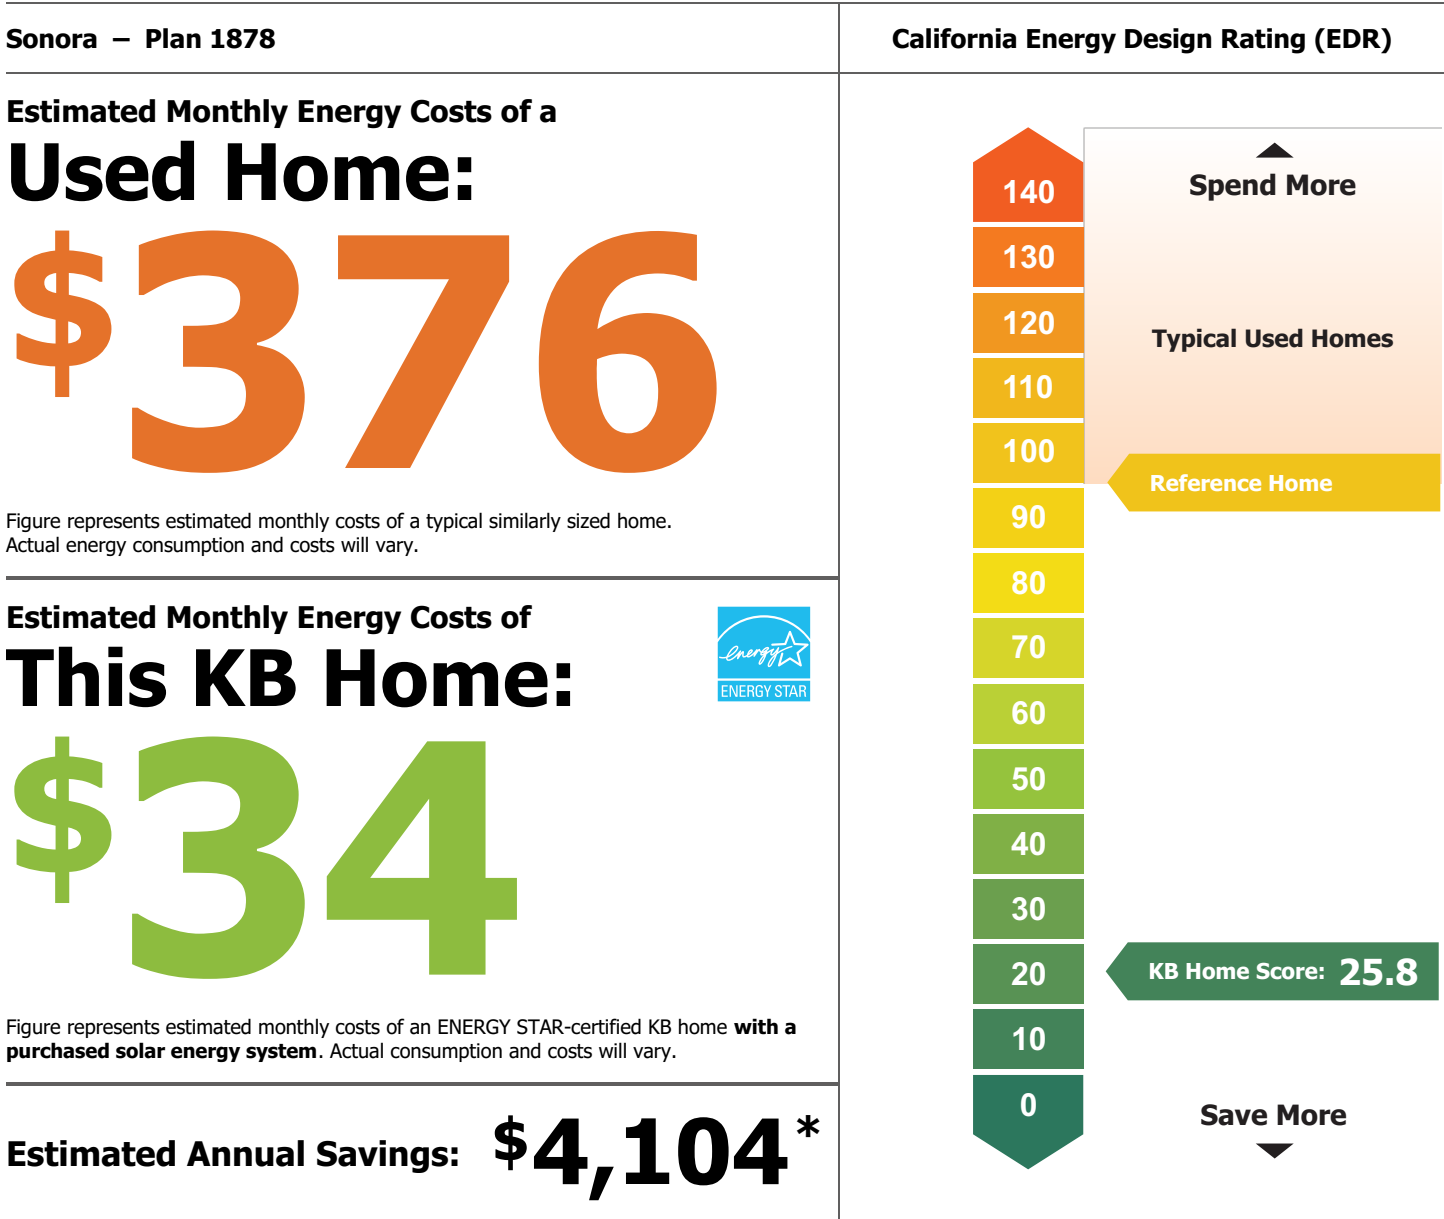 Sonora – Plan 1878
Estimated Monthly Energy Costs of a
Used Home:
$376
Figure represents estimated monthly costs of a typical similarly sized home.
Actual energy consumption and costs will vary.
Estimated Monthly Energy Costs of
This KB Home:
energy
ENERGY STAR
$34
Figure represents estimated monthly costs of an ENERGY STAR-certified KB home with a
purchased solar energy system. Actual consumption and costs will vary.
Estimated Annual Savings: $4,104*
California Energy Design Rating (EDR)
140
130
120
110
100
90
80
70
60
50
40
30
20
10
0
Spend More
Typical Used Homes
Reference Home
KB Home Score: 25.8
Save More